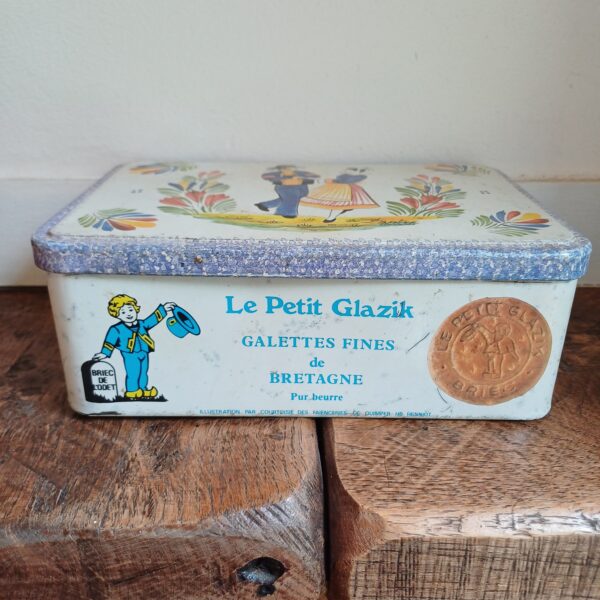 Le Petit Glazik
GALETTES FINES
de
BRETAGNE
Pur beurre
BRIEC
DE
L'ODET
LE PETIT GLAZIK
BRIEC
ILLUSTRATION PAR COURTOISIE DES FAIENCERIES DE QUIMPER HB HENRIOT